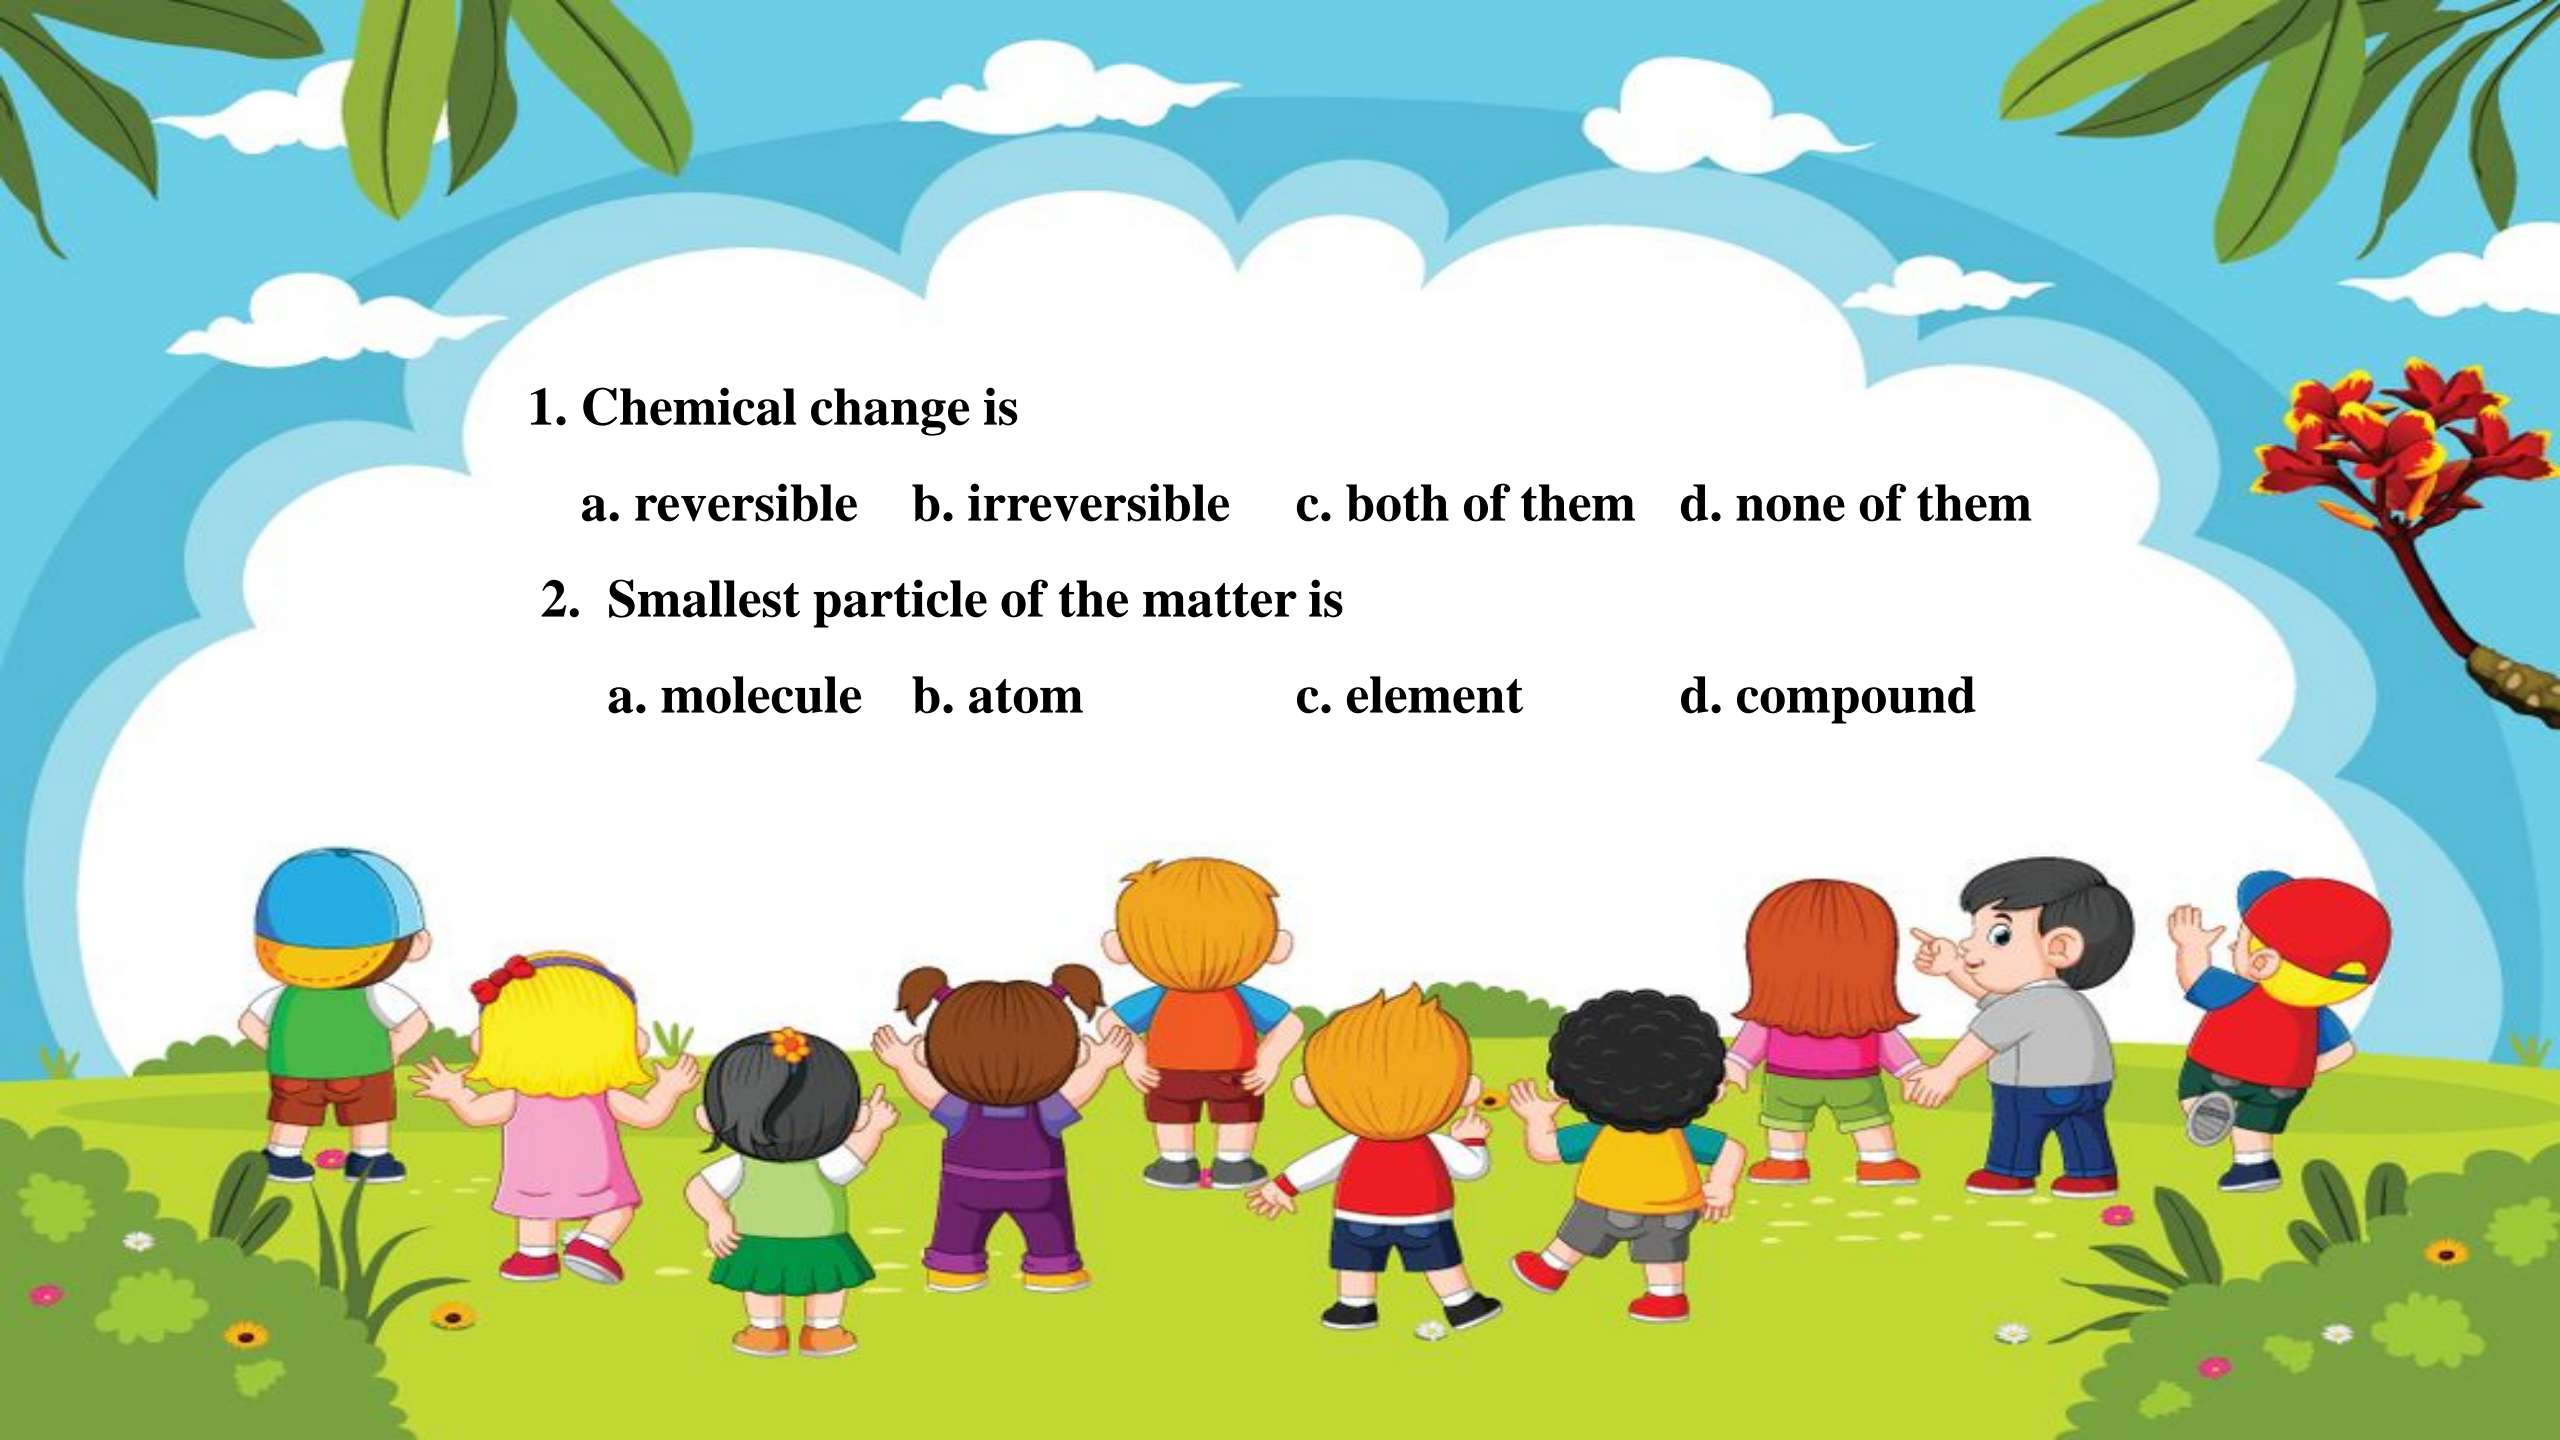 1. Chemical change is
a. reversible b. irreversible c. both of them d. none of them
2. Smallest particle of the matter is
a. molecule b. atom c. element d. compound